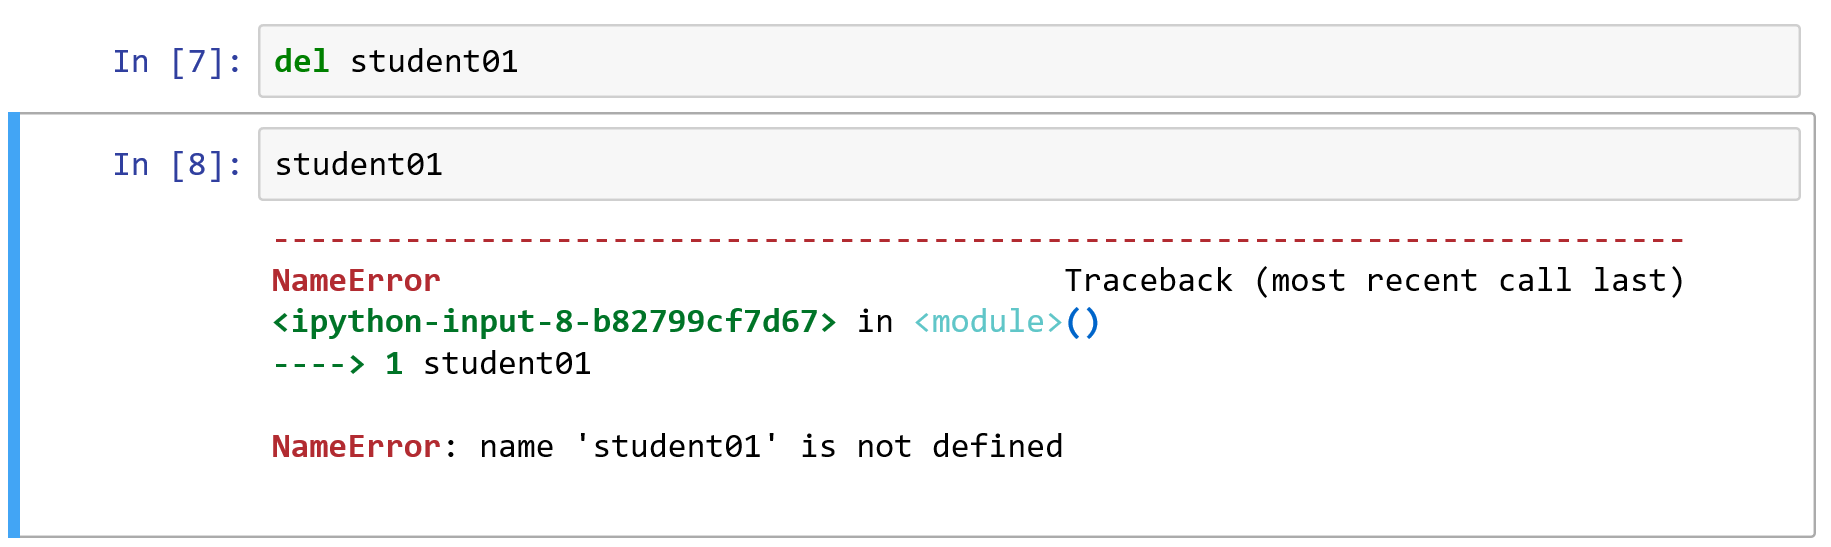 In [7]: del student01
In [8]: student01
---------------------------------------------------------------------------
NameError                                 Traceback (most recent call last)
<ipython-input-8-b82799cf7d67> in <module>()
----> 1 student01
NameError: name 'student01' is not defined